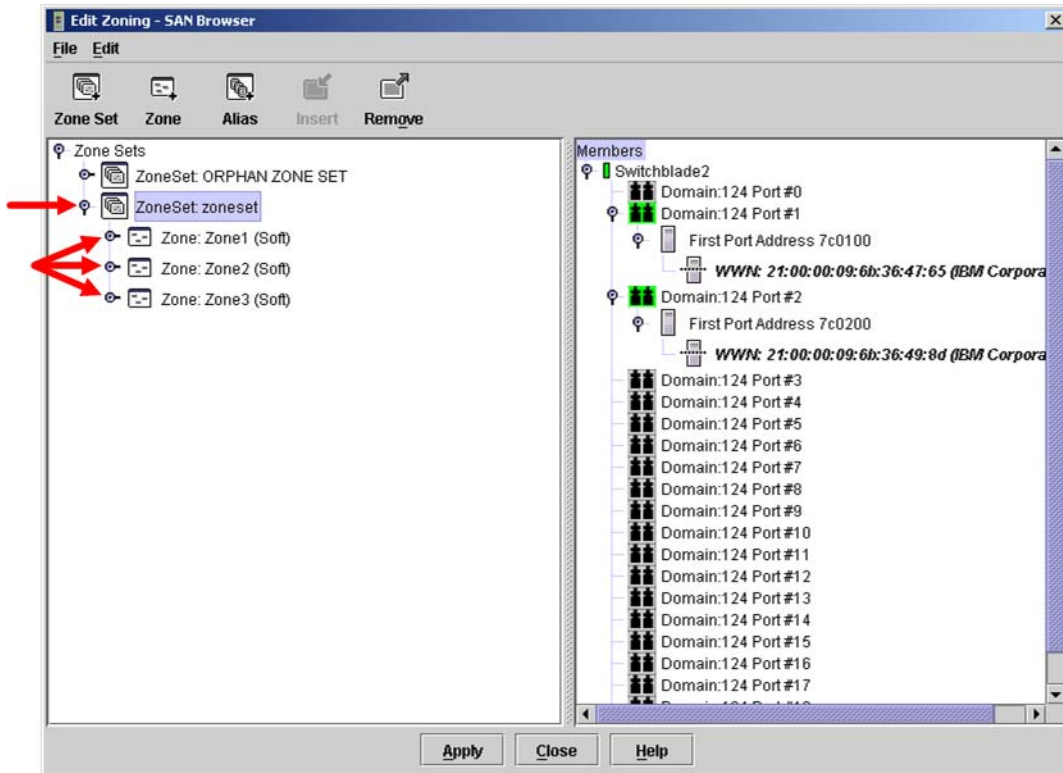 Edit Zoning - SAN Browser
File Edit
Zone Set Zone Alias Insert Remove
Zone Sets
ZoneSet: ORPHAN ZONE SET
ZoneSet: zoneset
Zone: Zone1 (Soft)
Zone: Zone2 (Soft)
Zone: Zone3 (Soft)
Members
Switchblade2
Domain:124 Port #0
Domain:124 Port #1
First Port Address 7c0100
WWN: 21:00:00:09:6b:36:47:65 (IBM Corpora
Domain:124 Port #2
First Port Address 7c0200
WWN: 21:00:00:09:6b:36:49:8d (IBM Corpora
Domain:124 Port #3
Domain:124 Port #4
Domain:124 Port #5
Domain:124 Port #6
Domain:124 Port #7
Domain:124 Port #8
Domain:124 Port #9
Domain:124 Port #10
Domain:124 Port #11
Domain:124 Port #12
Domain:124 Port #13
Domain:124 Port #14
Domain:124 Port #15
Domain:124 Port #16
Domain:124 Port #17
Apply Close Help